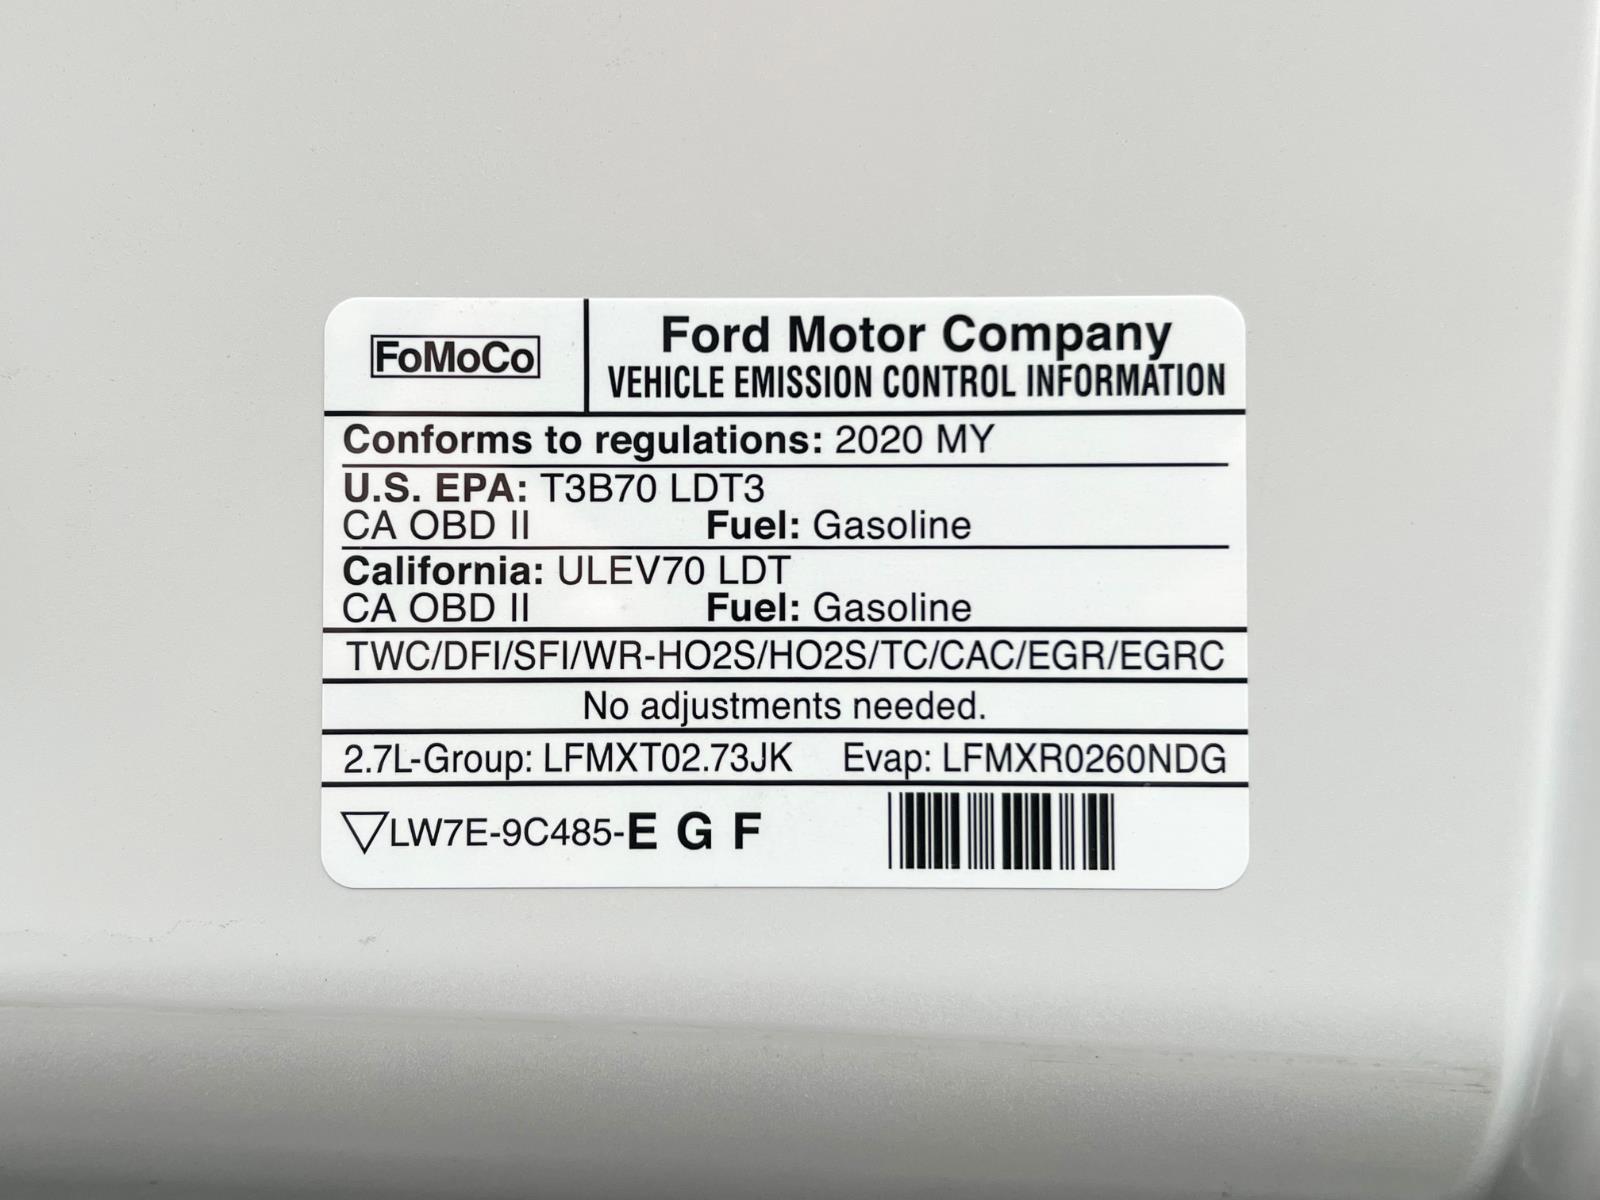 FoMoCo
Ford Motor Company
VEHICLE EMISSION CONTROL INFORMATION
Conforms to regulations: 2020 MY
U.S. EPA: T3B70 LDT3
CA OBD II Fuel: Gasoline
California: ULEV70 LDT
CA OBD II Fuel: Gasoline
TWC/DFI/SFI/WR-HO2S/HO2S/TC/CAC/EGR/EGRC
No adjustments needed.
2.7L-Group: LFMXT02.73JK Evap: LFMXR0260NDG
LW7E-9C485-E G F